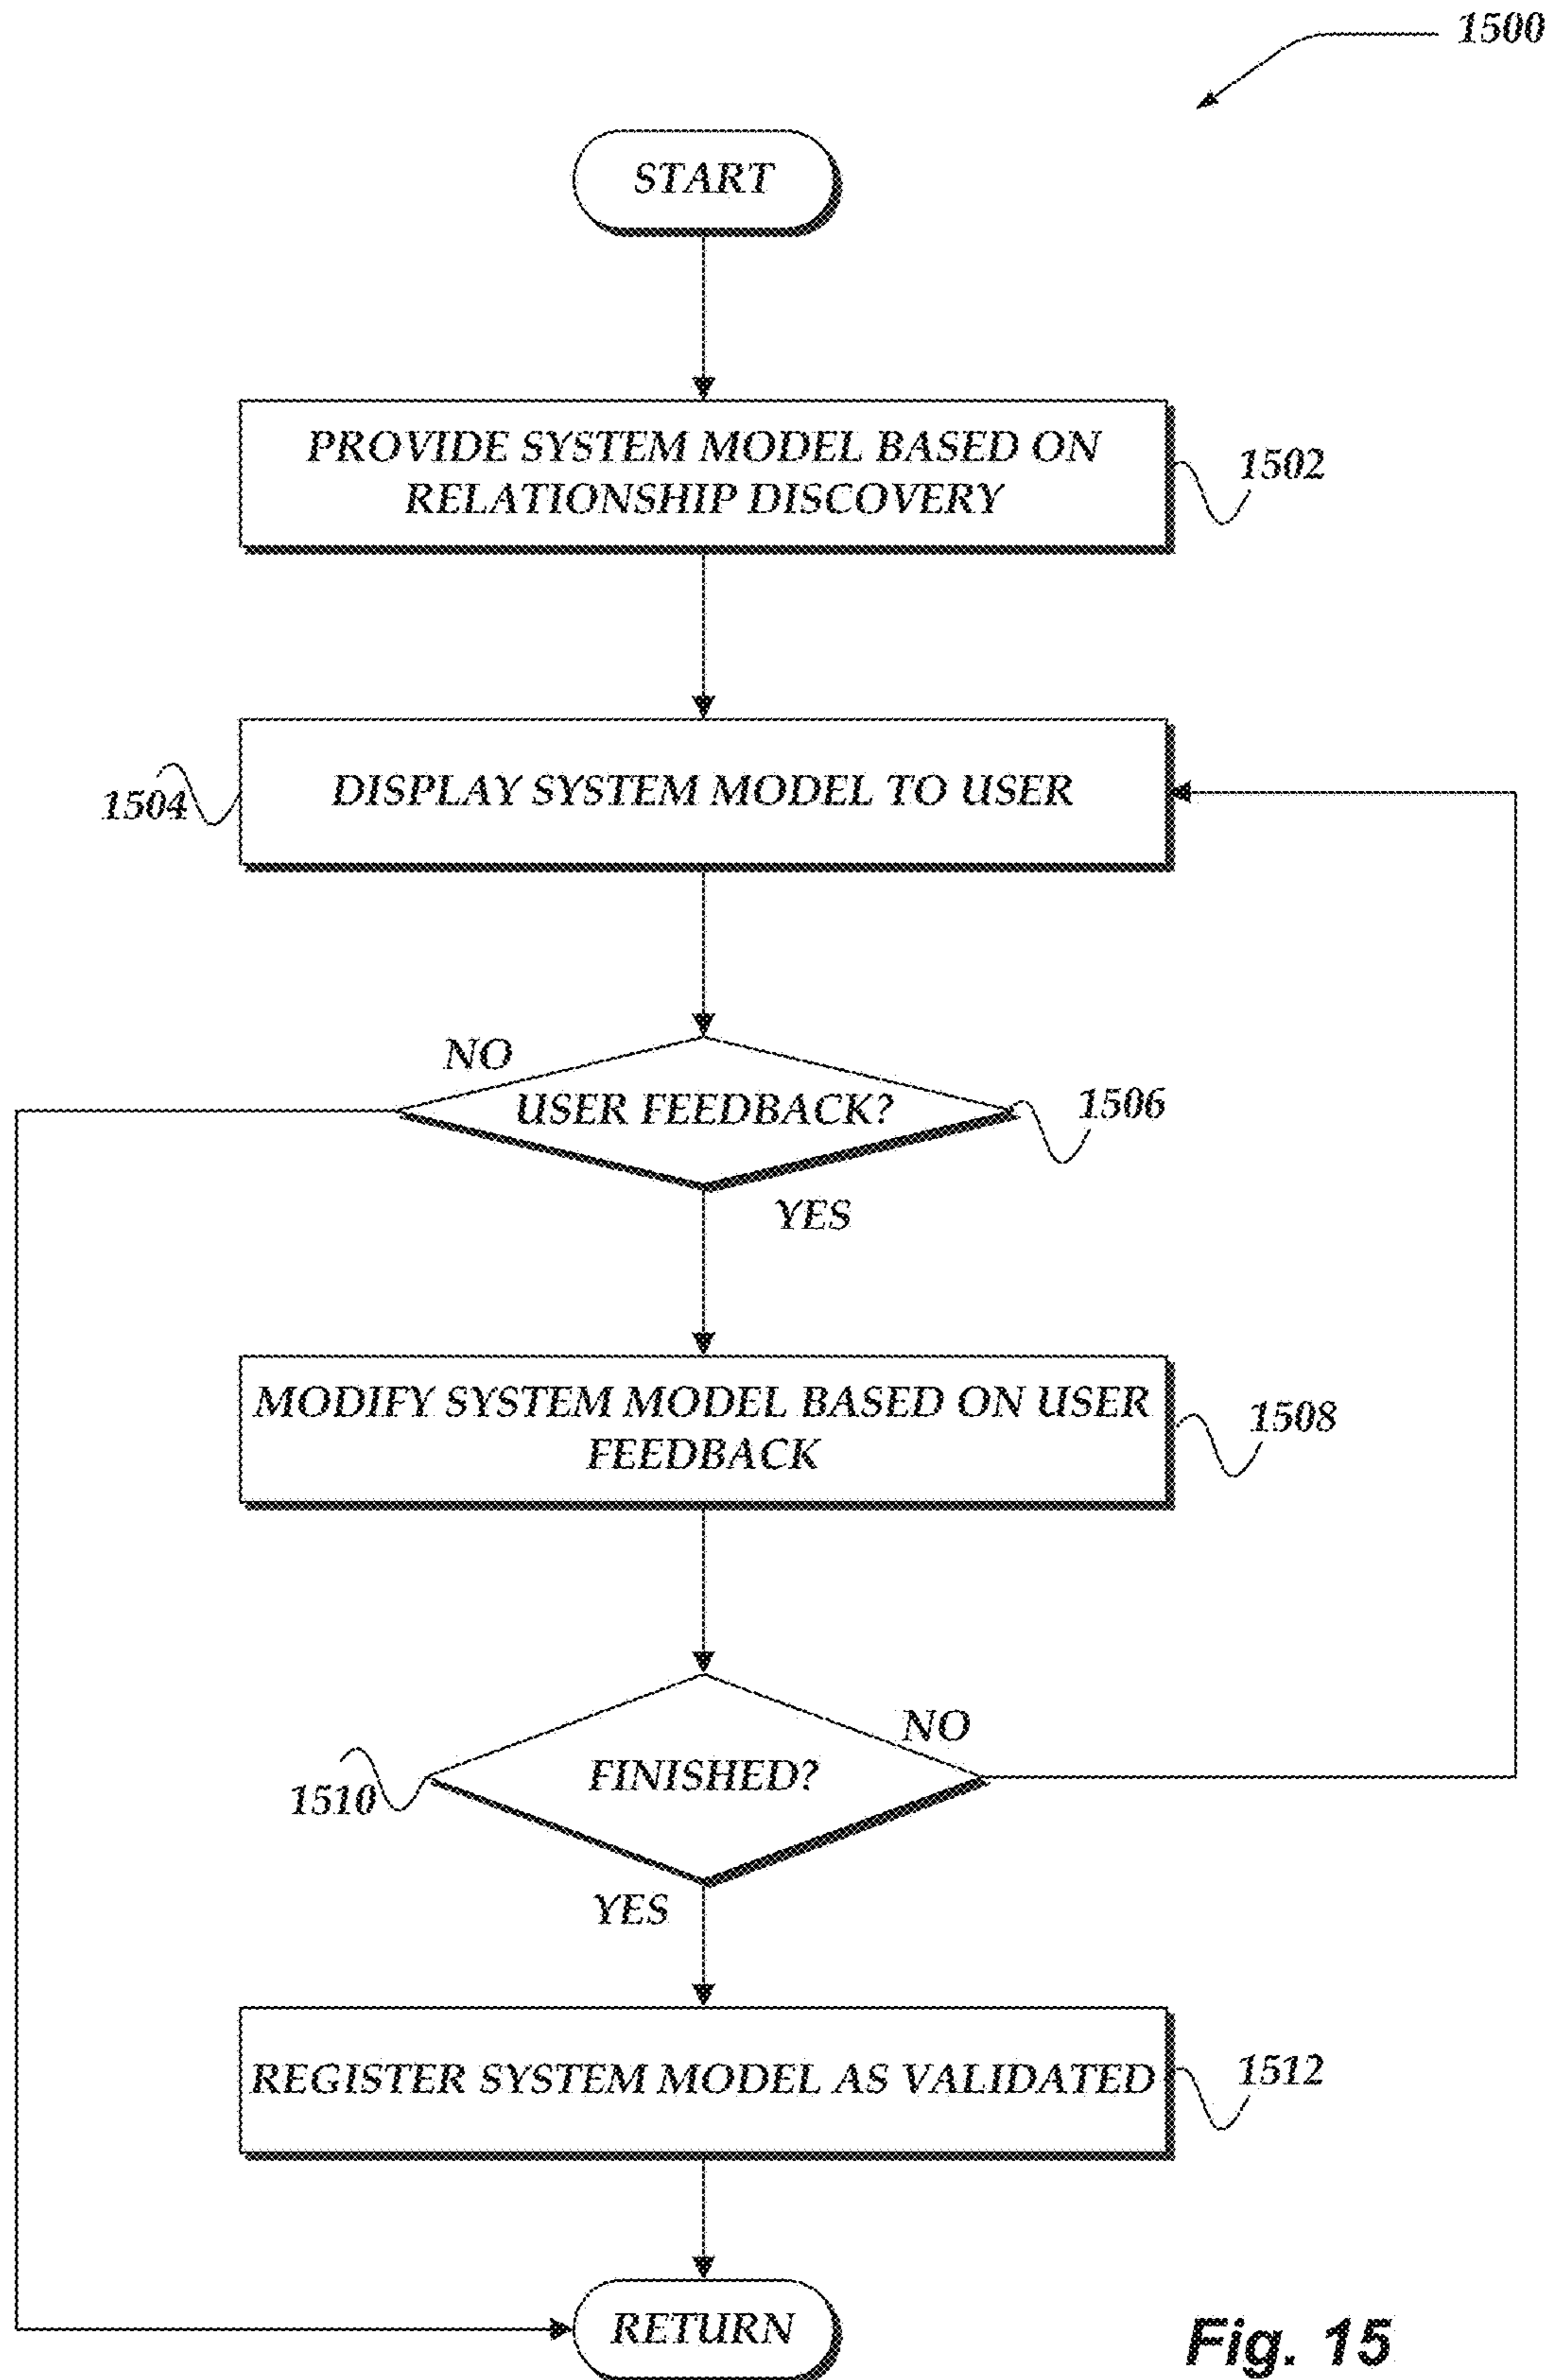 1500
START
PROVIDE SYSTEM MODEL BASED ON
RELATIONSHIP DISCOVERY
1502
DISPLAY SYSTEM MODEL TO USER
1504
NO
USER FEEDBACK?
1506
YES
MODIFY SYSTEM MODEL BASED ON USER
FEEDBACK
1508
NO
FINISHED?
1510
YES
REGISTER SYSTEM MODEL AS VALIDATED
1512
RETURN
Fig. 15